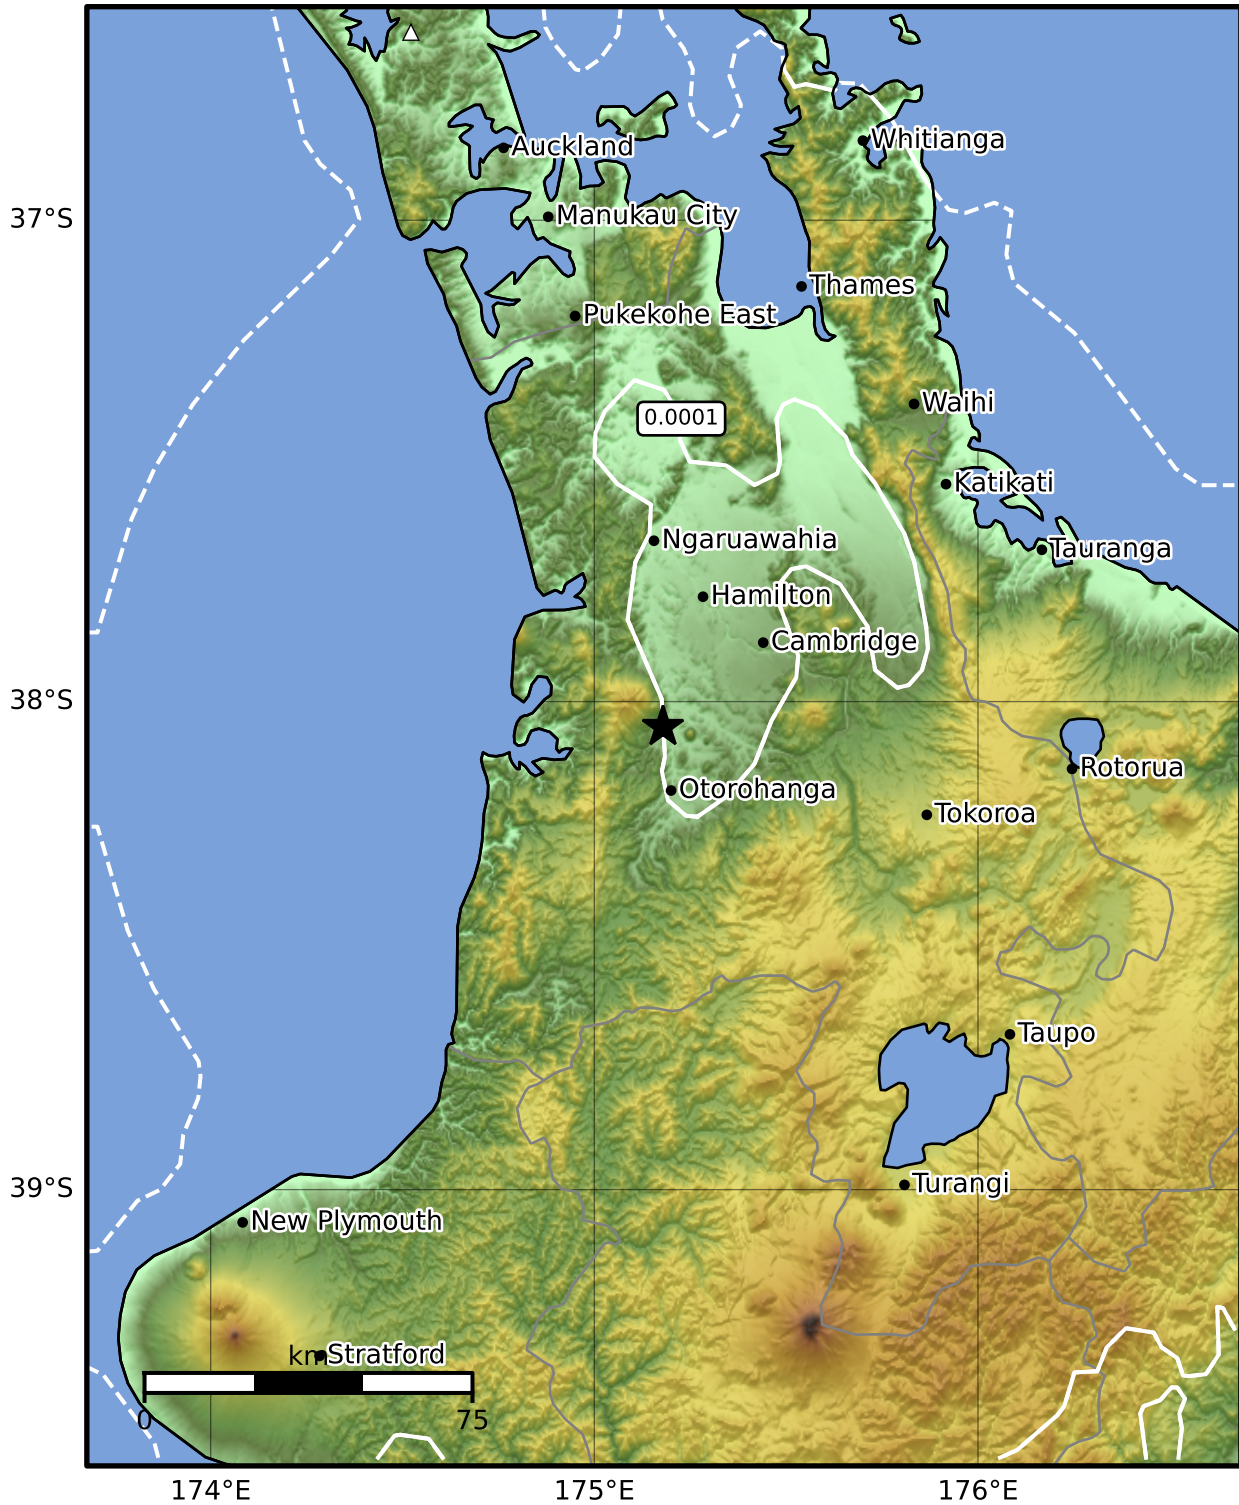 Whitianga
Auckland
37°S
Manukau City
Thames
Pukekohe East
Waihi
0.0001
Katikati
Ngaruawahia
Tauranga
Hamilton
Cambridge
38°S
Rotorua
Otorohanga
Tokoroa
Taupo
39°S
Turangi
New Plymouth
km
Stratford
0
75
174°E
175°E
176°E